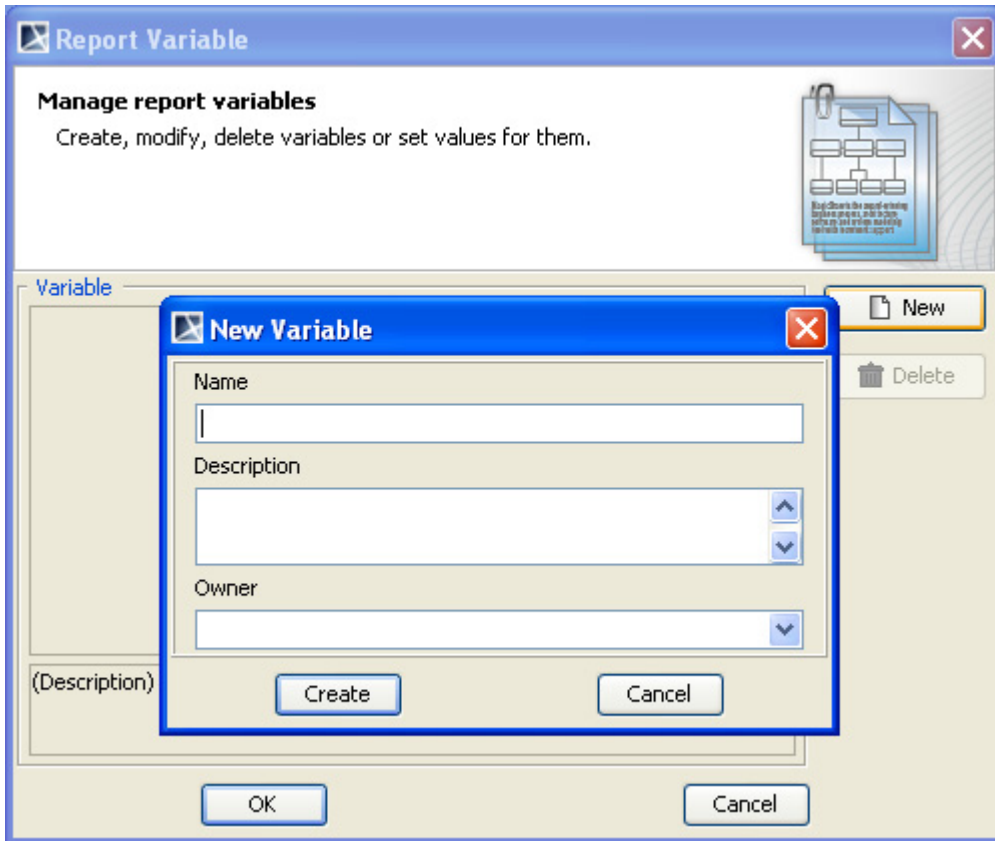 Report Variable
Manage report variables
Create, modify, delete variables or set values for them.
Variable
New
New Variable
Delete
Name
Description
Owner
(Description)
Create
Cancel
OK
Cancel